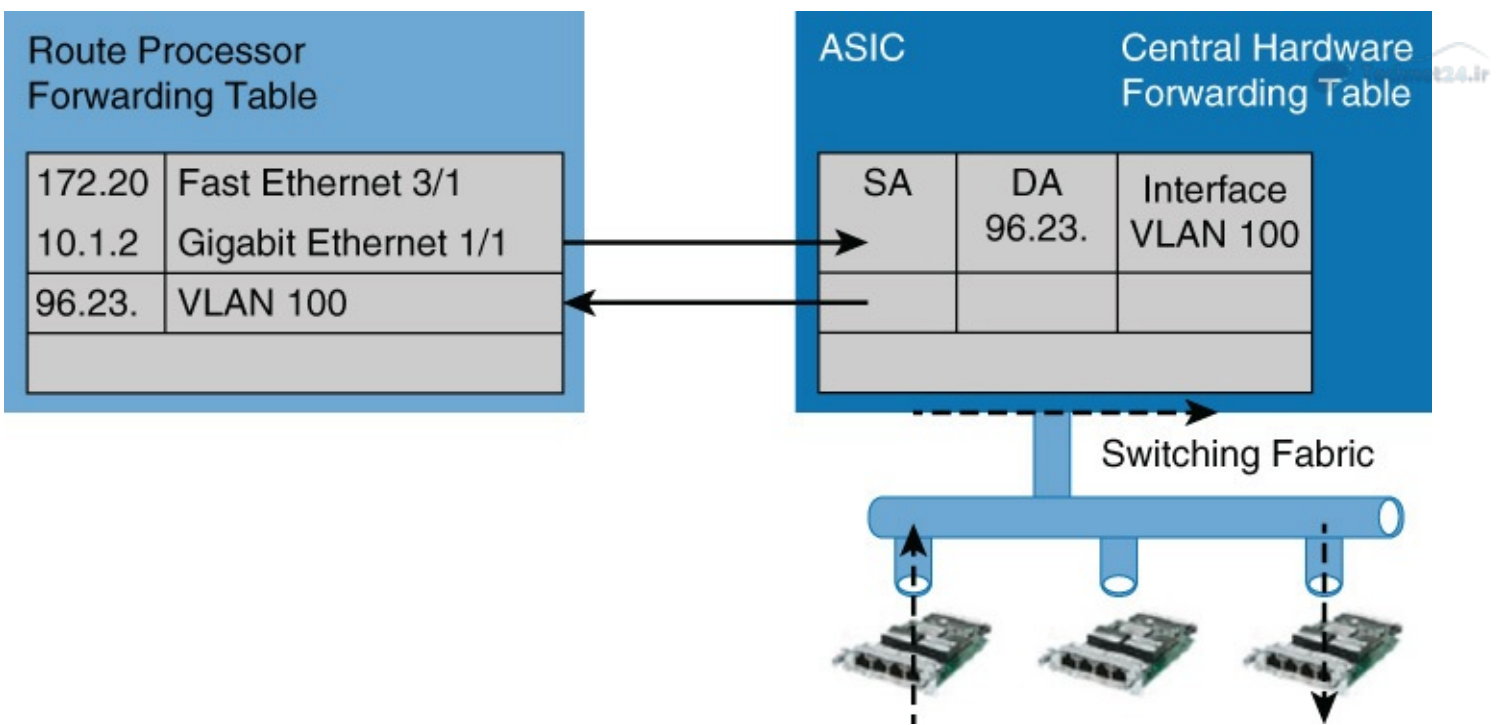 Route Processor
Forwarding Table
172.20 Fast Ethernet 3/1
10.1.2 Gigabit Ethernet 1/1
96.23. VLAN 100
ASIC
Central Hardware
Forwarding Table
SA DA Interface
96.23. VLAN 100
Switching Fabric